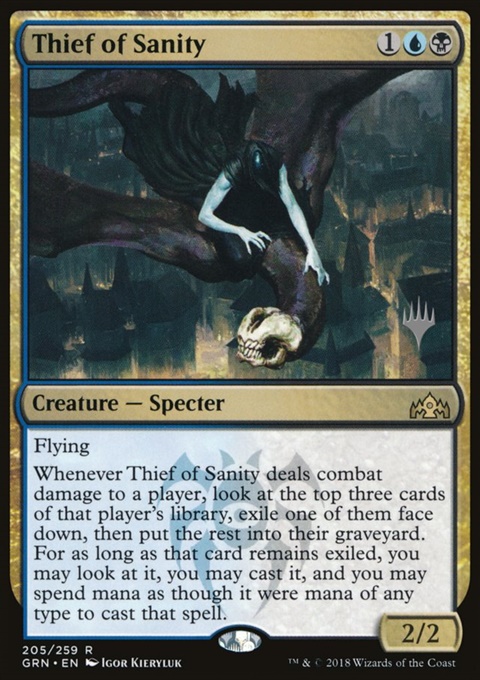 Thief of Sanity 1
Creature — Specter
Flying
Whenever Thief of Sanity deals combat
damage to a player, look at the top three cards
of that player's library, exile one of them face
down, then put the rest into their graveyard.
For as long as that card remains exiled, you
may look at it, you may cast it, and you may
spend mana as though it were mana of any
type to cast that spell.
2/2
205/259 R
GRN • EN Igor Kieryluk ™ & © 2018 Wizards of the Coast